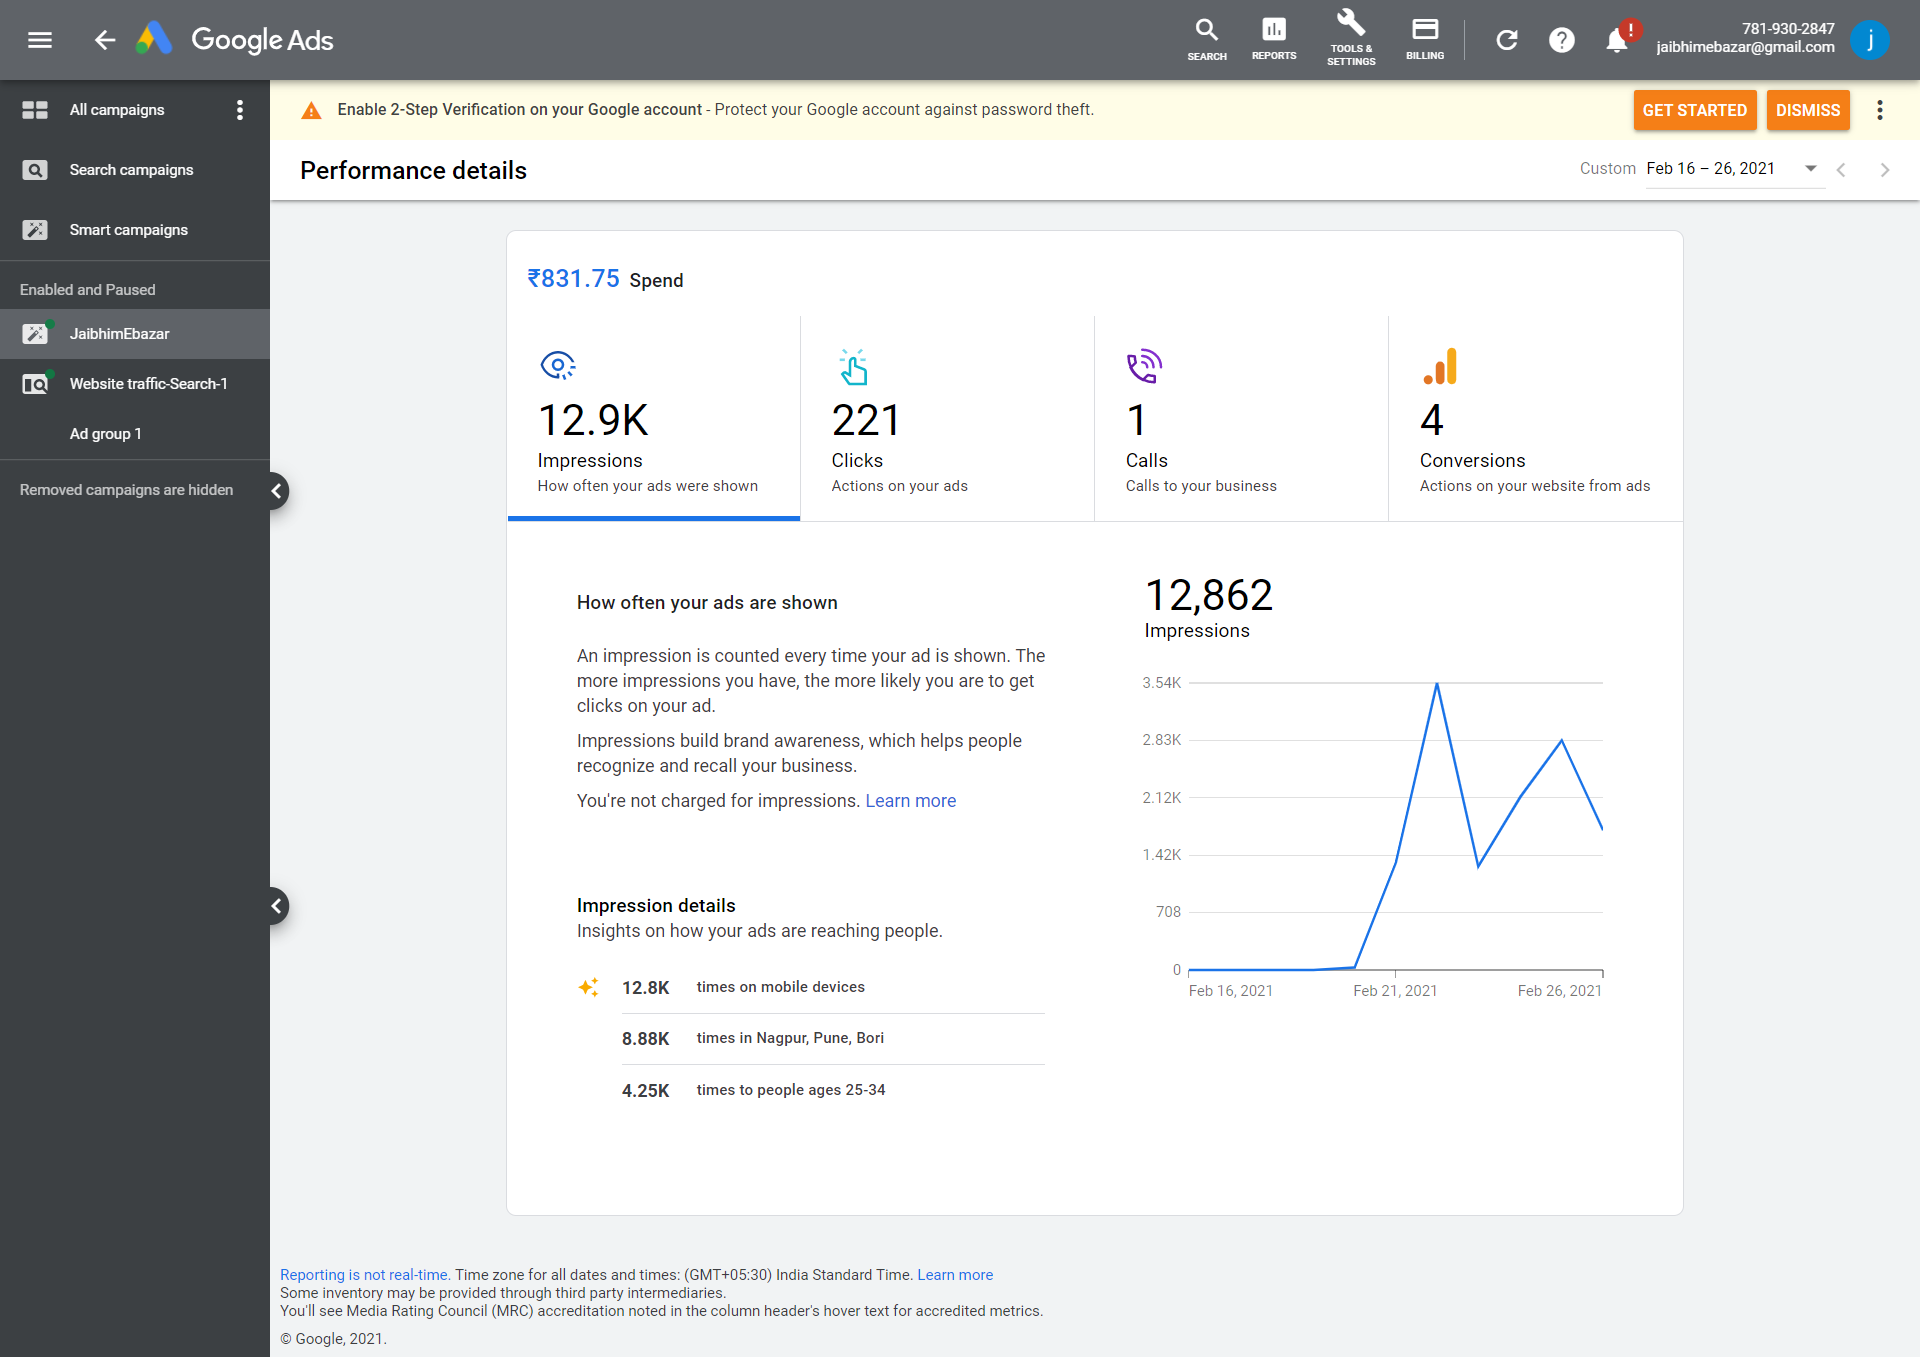 Google Ads
SEARCH
REPORTS
TOOLS &
SETTINGS
BILLING
!
781-930-2847
jaibhimebazar@gmail.com
j
All campaigns
Search campaigns
Smart campaigns
Enabled and Paused
JaibhimEbazar
Website traffic-Search-1
Ad group 1
Removed campaigns are hidden
Enable 2-Step Verification on your Google account - Protect your Google account against password theft.
GET STARTED
DISMISS
Performance details
Custom Feb 16 – 26, 2021
₹831.75 Spend
12.9K
Impressions
How often your ads were shown
221
Clicks
Actions on your ads
1
Calls
Calls to your business
4
Conversions
Actions on your website from ads
How often your ads are shown
An impression is counted every time your ad is shown. The
more impressions you have, the more likely you are to get
clicks on your ad.
Impressions build brand awareness, which helps people
recognize and recall your business.
You're not charged for impressions. Learn more
Impression details
Insights on how your ads are reaching people.
12.8K times on mobile devices
8.88K times in Nagpur, Pune, Bori
4.25K times to people ages 25-34
12,862
Impressions
3.54K
2.83K
2.12K
1.42K
708
0
Feb 16, 2021
Feb 21, 2021
Feb 26, 2021
Reporting is not real-time. Time zone for all dates and times: (GMT+05:30) India Standard Time. Learn more
Some inventory may be provided through third party intermediaries.
You'll see Media Rating Council (MRC) accreditation noted in the column header's hover text for accredited metrics.
© Google, 2021.